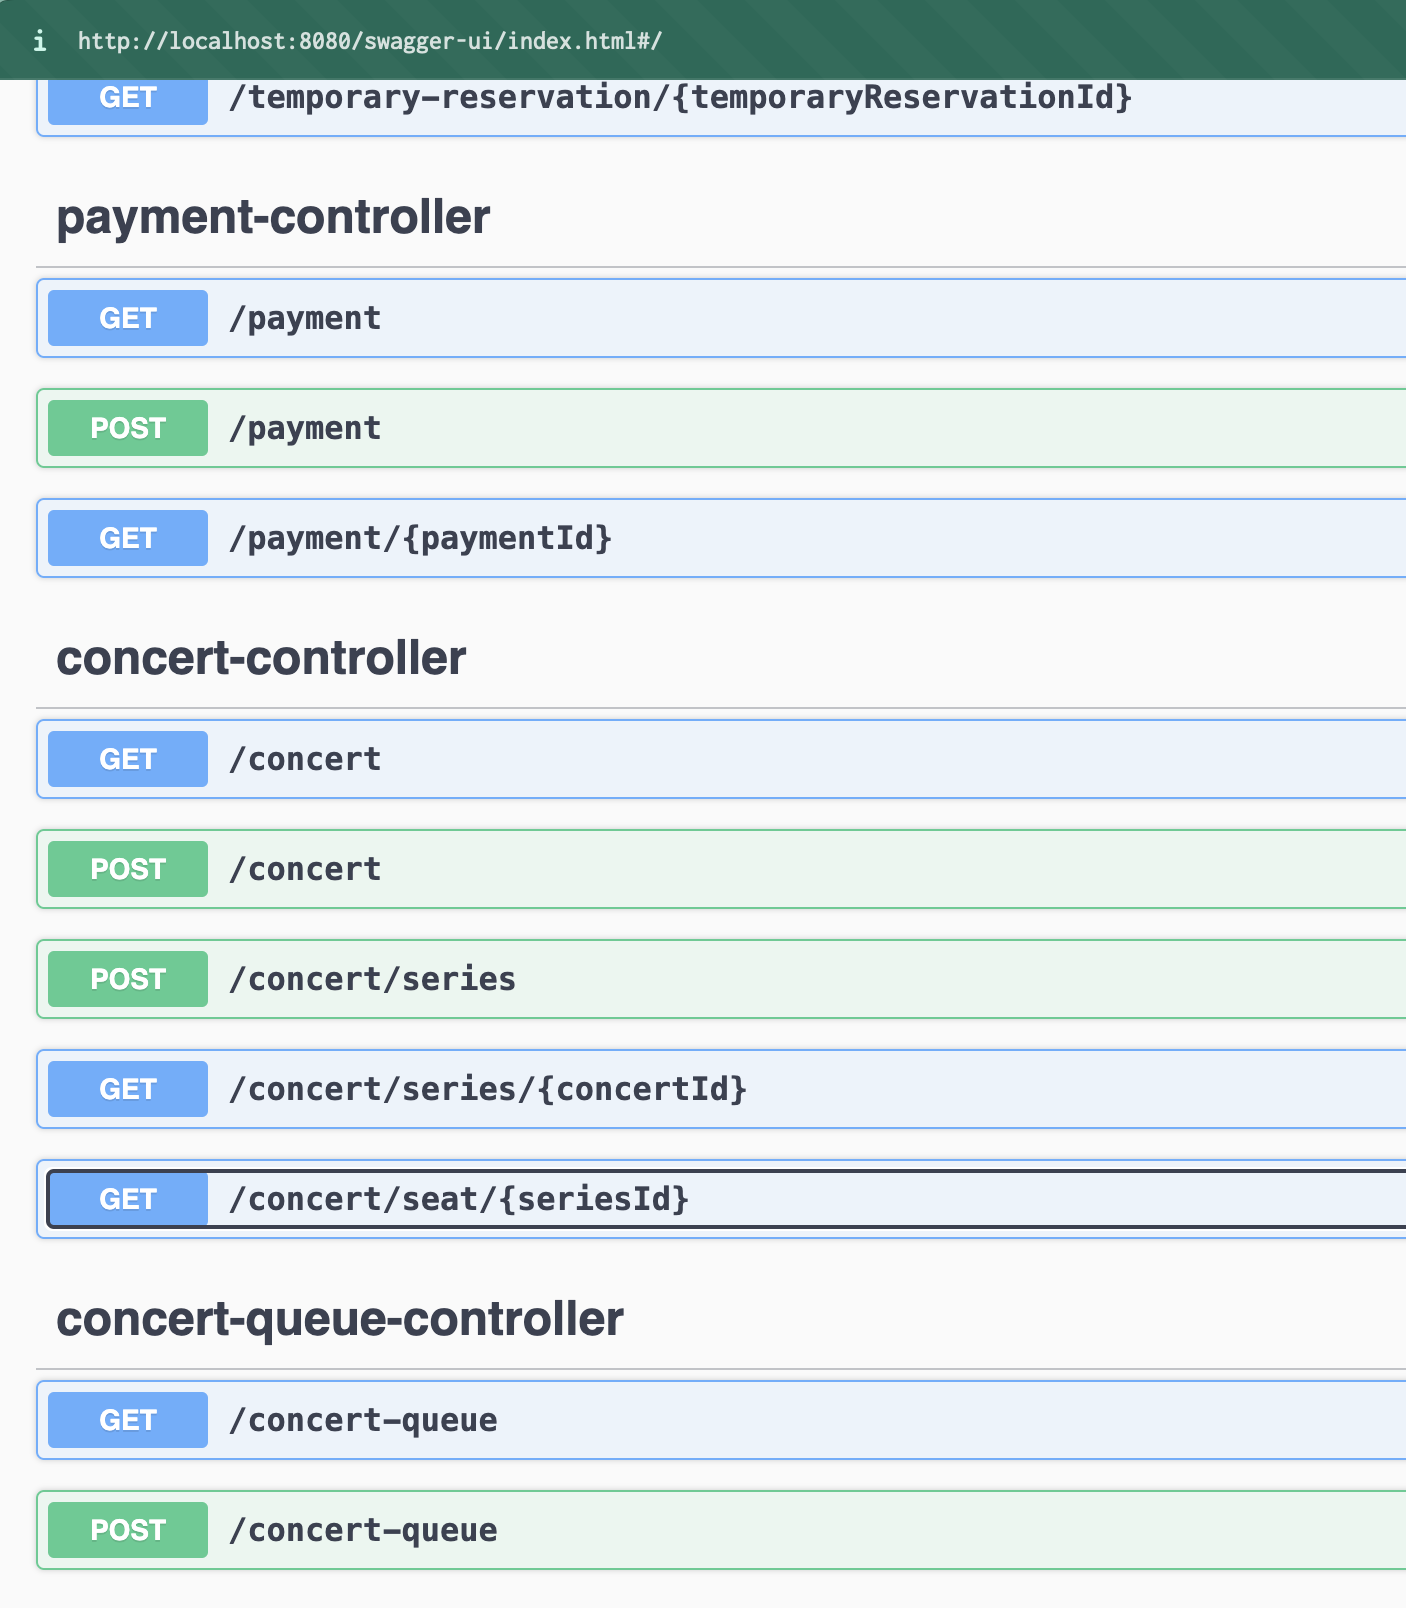 i http://localhost:8080/swagger-ui/index.html#/
GET /temporary-reservation/{temporaryReservationId}
payment-controller
GET /payment
POST /payment
GET /payment/{paymentId}
concert-controller
GET /concert
POST /concert
POST /concert/series
GET /concert/series/{concertId}
GET /concert/seat/{seriesId}
concert-queue-controller
GET /concert-queue
POST /concert-queue